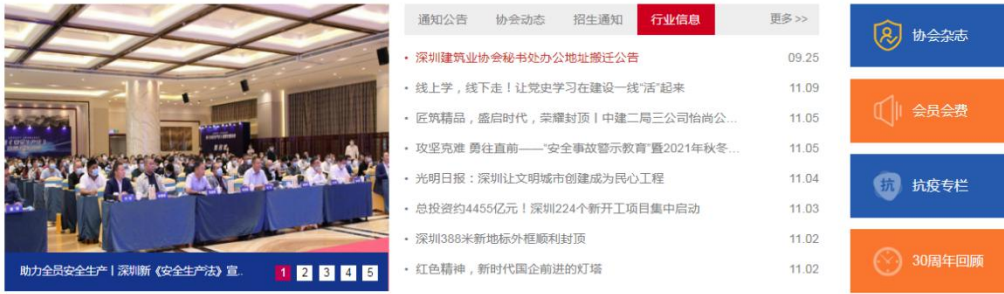 通知公告 协会动态 招生通知 行业信息 更多>>
• 深圳建筑业协会秘书处办公地址搬迁公告 09.25
• 线上学，线下走！让党史学习在建设一线“活”起来 11.09
• 匠筑精品，盛启时代，荣耀封顶丨中建二局三公司怡尚公... 11.05
• 攻坚克难 勇往直前——“安全事故警示教育”暨2021年秋冬... 11.05
• 光明日报：深圳让文明城市创建成为民心工程 11.04
• 总投资约4455亿元！深圳224个新开工项目集中启动 11.03
• 深圳388米新地标外框顺利封顶 11.02
• 红色精神，新时代国企前进的灯塔 11.02
助力全员安全生产丨深圳新《安全生产法》宣.. 1 2 3 4 5
协会杂志
会员会费
抗 抗疫专栏
30周年回顾